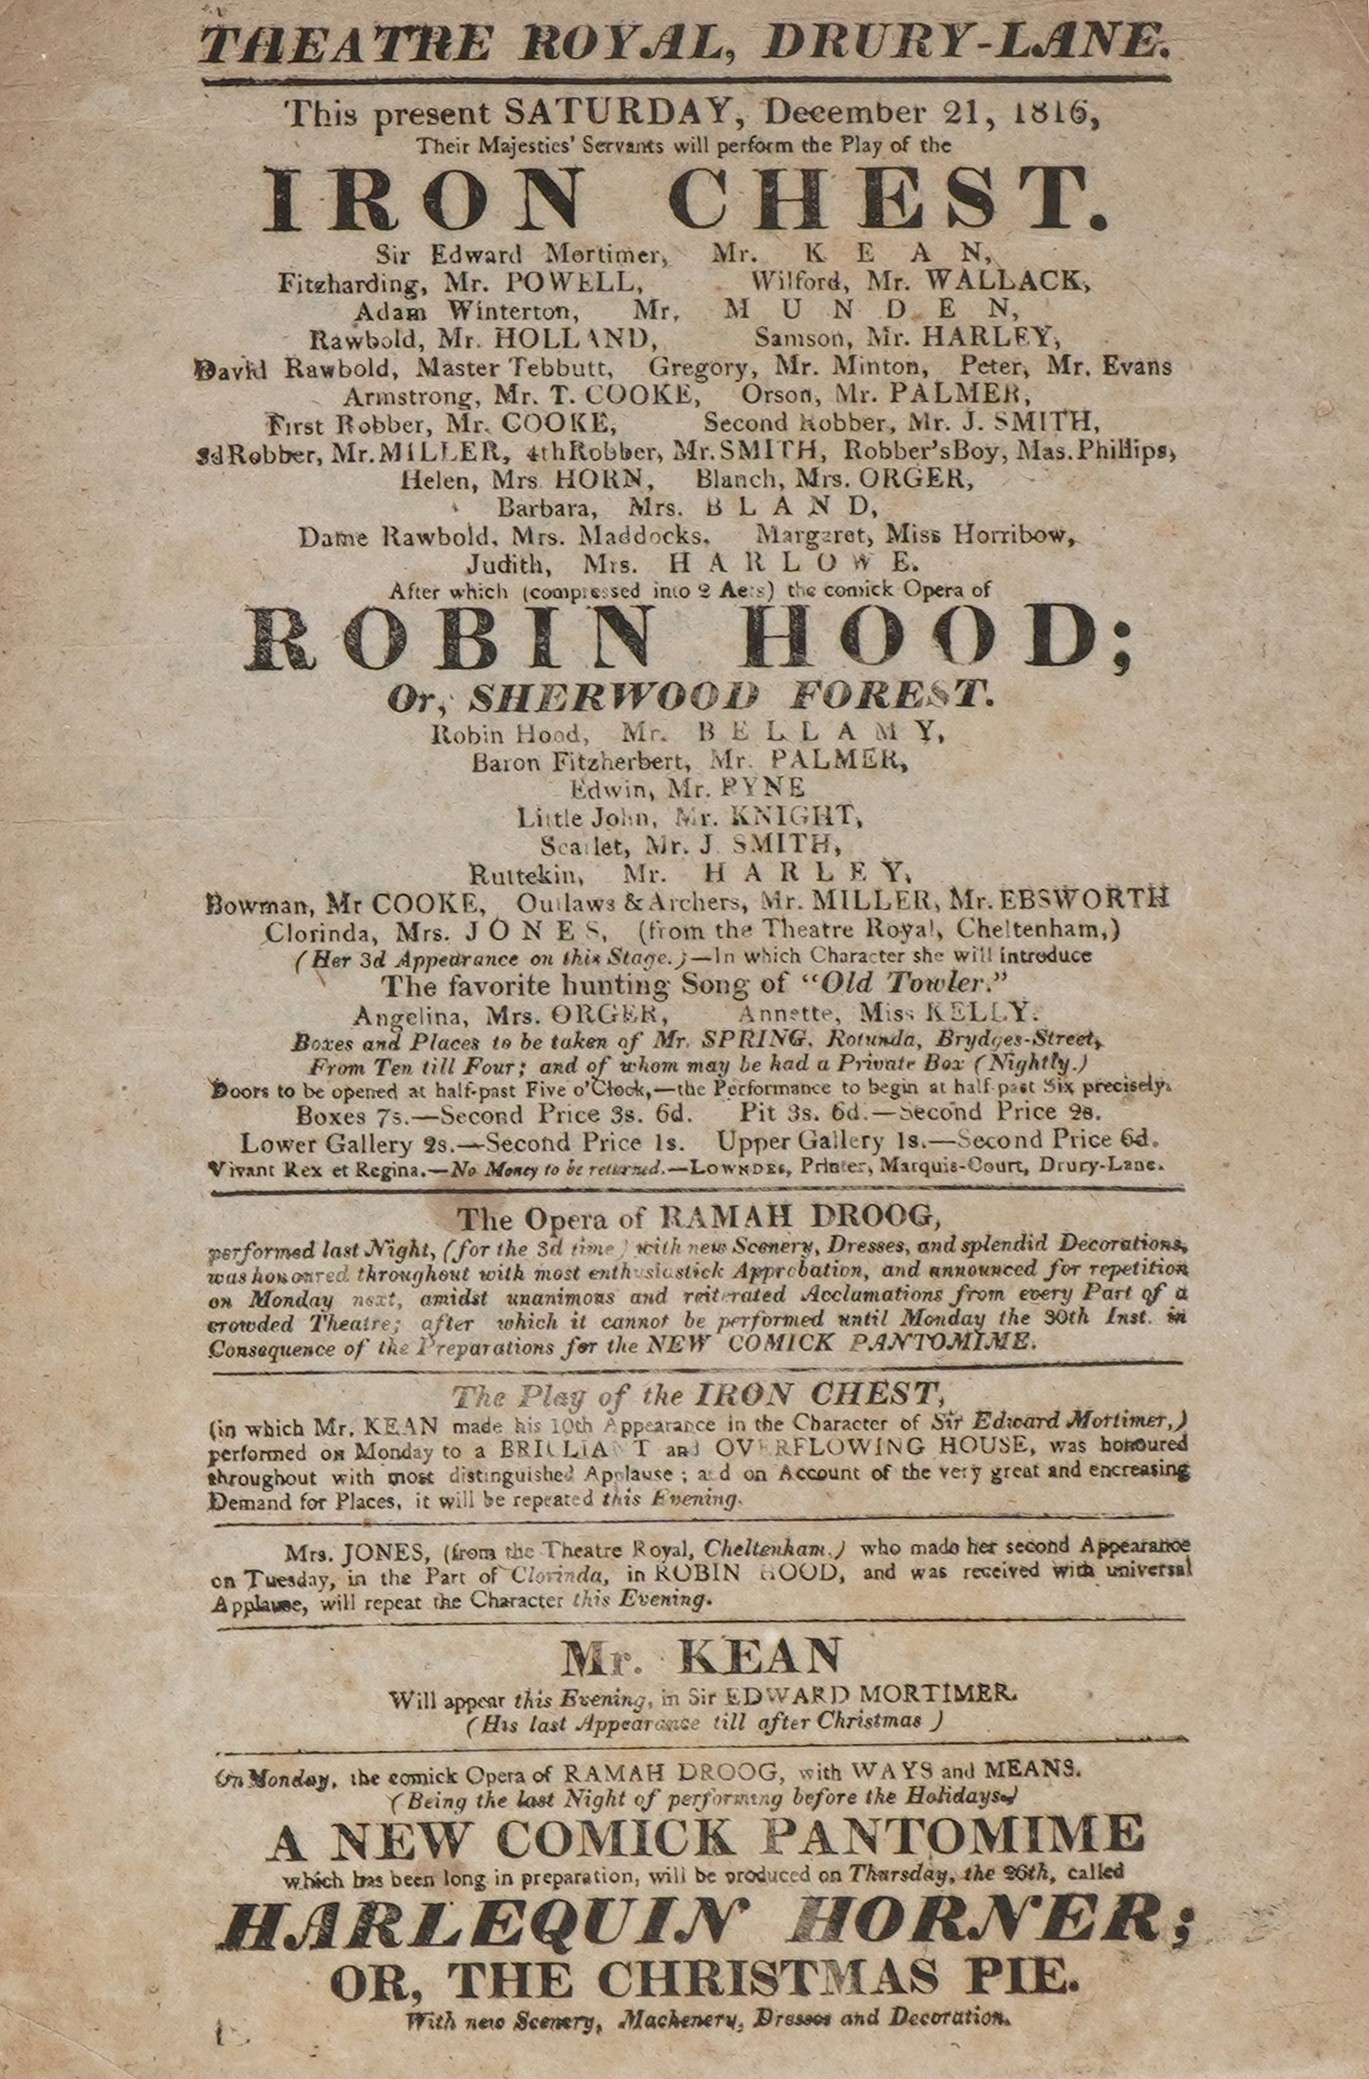 THEATRE ROYAL, DRURY-LANE.
This present SATURDAY, December 21, 1816,
Their Majesties' Servants will perform the Play of the
IRON CHEST.
Sir Edward Mortimer, Mr. KEAN,
Fitzharding, Mr. POWELL, Wilford, Mr. WALLACK,
Adam Winterton, Mr. MUNDEN,
Rawbold, Mr. HOLLAND, Samson, Mr. HARLEY,
David Rawbold, Master Tebbutt, Gregory, Mr. Minton, Peter, Mr. Evans
Armstrong, Mr. T. COOKE, Orson, Mr. PALMER,
First Robber, Mr. COOKE, Second Robber, Mr. J. SMITH,
3d Robber, Mr. MILLER, 4th Robber, Mr. SMITH, Robber's Boy, Mas. Phillips,
Helen, Mrs. HORN, Blanch, Mrs. ORGER,
Barbara, Mrs. BLAND,
Dame Rawbold, Mrs. Maddocks, Margaret, Miss Horribow,
Judith, Mrs. HARLOWE.
After which (compressed into 2 Acts) the comick Opera of
ROBIN HOOD;
Or, SHERWOOD FOREST.
Robin Hood, Mr. BELLAMY,
Baron Fitzherbert, Mr. PALMER,
Edwin, Mr. PYNE
Little John, Mr. KNIGHT,
Scarlet, Mr. J. SMITH,
Ruttekin, Mr. HARLEY,
Bowman, Mr COOKE, Outlaws & Archers, Mr. MILLER, Mr. EBSWORTH
Clorinda, Mrs. JONES, (from the Theatre Royal, Cheltenham,)
(Her 3d Appearance on this Stage.)—In which Character she will introduce
The favorite hunting Song of "Old Towler."
Angelina, Mrs. ORGER, Annette, Miss KELLY.
Boxes and Places to be taken of Mr. SPRING, Rotunda, Brydges-Street,
From Ten till Four; and of whom may be had a Private Box (Nightly.)
Doors to be opened at half-past Five o'Clock,—the Performance to begin at half past Six precisely.
Boxes 7s.—Second Price 3s. 6d. Pit 3s. 6d.—Second Price 2s.
Lower Gallery 2s.—Second Price 1s. Upper Gallery 1s.—Second Price 6d.
Vivant Rex et Regina.—No Money to be returned.—LOWNDES, Printer, Marquis-Court, Drury-Lane.
The Opera of RAMAH DROOG,
performed last Night, (for the 3d time) with new Scenery, Dresses, and splendid Decorations,
was honoured throughout with most enthusiastick Approbation, and announced for repetition
on Monday next, amidst unanimous and reiterated Acclamations from every Part of a
crowded Theatre; after which it cannot be performed until Monday the 30th Inst. in
Consequence of the Preparations for the NEW COMICK PANTOMIME.
The Play of the IRON CHEST,
(in which Mr. KEAN made his 10th Appearance in the Character of Sir Edward Mortimer,)
performed on Monday to a BRILLIANT and OVERFLOWING HOUSE, was honoured
throughout with most distinguished Applause; and on Account of the very great and encreasing
Demand for Places, it will be repeated this Evening.
Mrs. JONES, (from the Theatre Royal, Cheltenham.) who made her second Appearance
on Tuesday, in the Part of Clorinda, in ROBIN HOOD, and was received with universal
Applause, will repeat the Character this Evening.
Mr. KEAN
Will appear this Evening, in Sir EDWARD MORTIMER.
(His last Appearance till after Christmas)
On Monday, the comick Opera of RAMAH DROOG, with WAYS and MEANS.
(Being the last Night of performing before the Holidays.)
A NEW COMICK PANTOMIME
which has been long in preparation, will be produced on Thursday, the 26th, called
HARLEQUIN HORNER;
OR, THE CHRISTMAS PIE.
With new Scenery, Machenery, Dresses and Decoration.